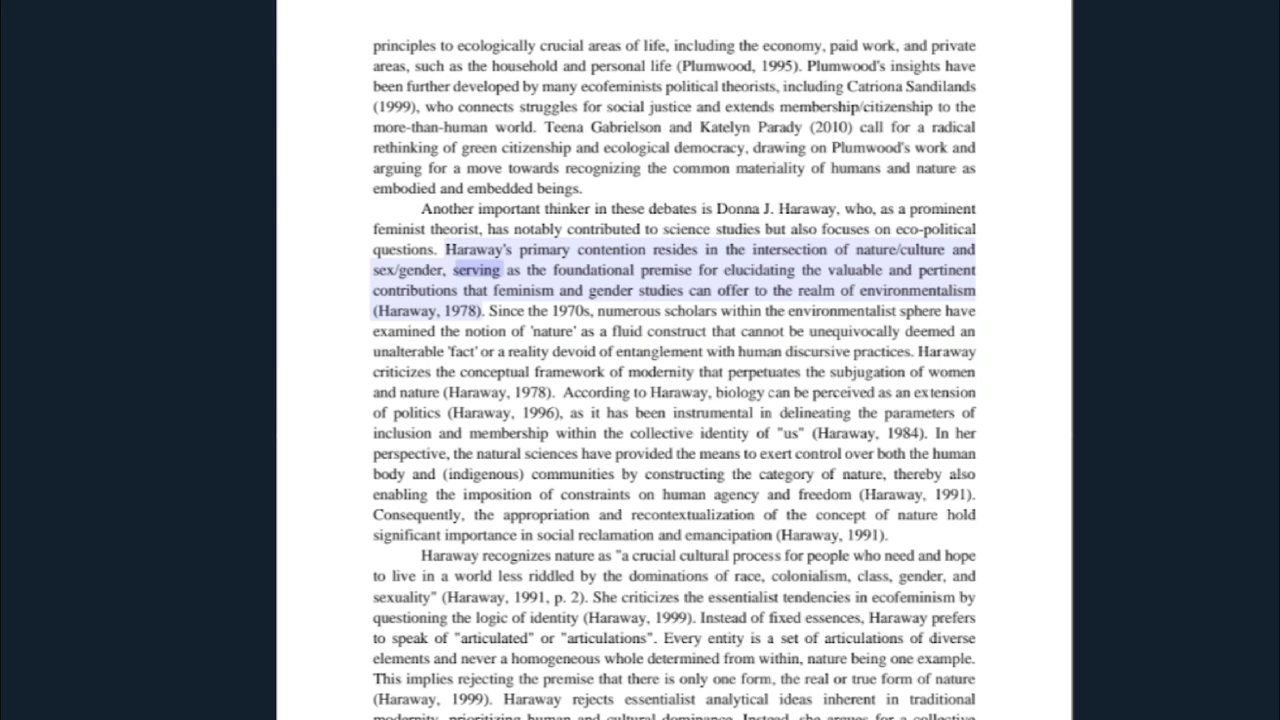 principles to ecologically crucial areas of life, including the economy, paid work, and private
areas, such as the household and personal life (Plumwood, 1995). Plumwood's insights have
been further developed by many ecofeminists political theorists, including Catriona Sandilands
(1999), who connects struggles for social justice and extends membership/citizenship to the
more-than-human world. Teena Gabrielson and Katelyn Parady (2010) call for a radical
rethinking of green citizenship and ecological democracy, drawing on Plumwood's work and
arguing for a move towards recognizing the common materiality of humans and nature as
embodied and embedded beings.
Another important thinker in these debates is Donna J. Haraway, who, as a prominent
feminist theorist, has notably contributed to science studies but also focuses on eco-political
questions. Haraway's primary contention resides in the intersection of nature/culture and
sex/gender, serving as the foundational premise for elucidating the valuable and pertinent
contributions that feminism and gender studies can offer to the realm of environmentalism
(Haraway, 1978). Since the 1970s, numerous scholars within the environmentalist sphere have
examined the notion of 'nature' as a fluid construct that cannot be unequivocally deemed an
unalterable 'fact' or a reality devoid of entanglement with human discursive practices. Haraway
criticizes the conceptual framework of modernity that perpetuates the subjugation of women
and nature (Haraway, 1978). According to Haraway, biology can be perceived as an extension
of politics (Haraway, 1996), as it has been instrumental in delineating the parameters of
inclusion and membership within the collective identity of "us" (Haraway, 1984). In her
perspective, the natural sciences have provided the means to exert control over both the human
body and (indigenous) communities by constructing the category of nature, thereby also
enabling the imposition of constraints on human agency and freedom (Haraway, 1991).
Consequently, the appropriation and recontextualization of the concept of nature hold
significant importance in social reclamation and emancipation (Haraway, 1991).
Haraway recognizes nature as "a crucial cultural process for people who need and hope
to live in a world less riddled by the dominations of race, colonialism, class, gender, and
sexuality" (Haraway, 1991, p. 2). She criticizes the essentialist tendencies in ecofeminism by
questioning the logic of identity (Haraway, 1999). Instead of fixed essences, Haraway prefers
to speak of "articulated" or "articulations". Every entity is a set of articulations of diverse
elements and never a homogeneous whole determined from within, nature being one example.
This implies rejecting the premise that there is only one form, the real or true form of nature
(Haraway, 1999). Haraway rejects essentialist analytical ideas inherent in traditional
modernity, prioritizing human and cultural dominance. Instead, she argues for a collective